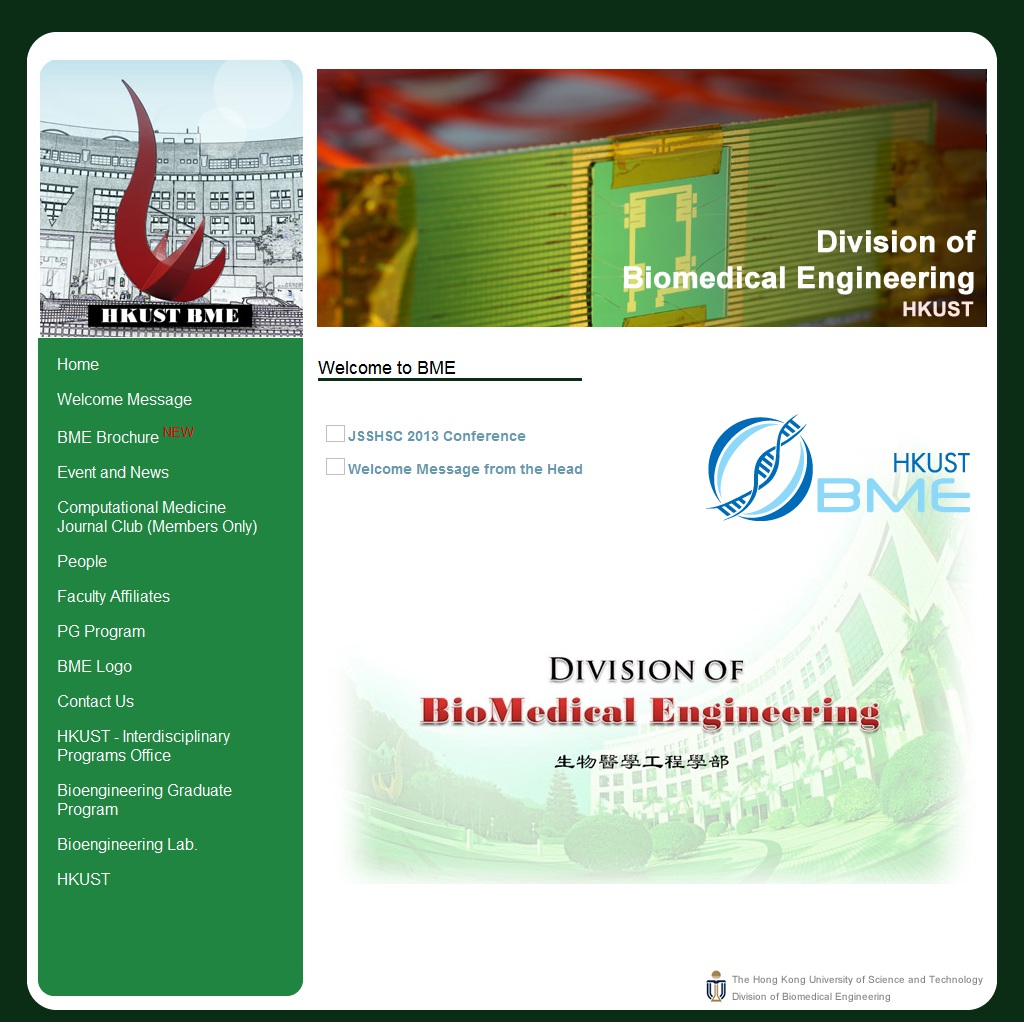 HKUST BME
Division of
Biomedical Engineering
HKUST
Home
Welcome Message
BME Brochure NEW
Event and News
Computational Medicine
Journal Club (Members Only)
People
Faculty Affiliates
PG Program
BME Logo
Contact Us
HKUST - Interdisciplinary
Programs Office
Bioengineering Graduate
Program
Bioengineering Lab.
HKUST
Welcome to BME
JSSHSC 2013 Conference
Welcome Message from the Head
HKUST
BME
DIVISION OF
BioMedical Engineering
生物醫學工程學部
The Hong Kong University of Science and Technology
Division of Biomedical Engineering